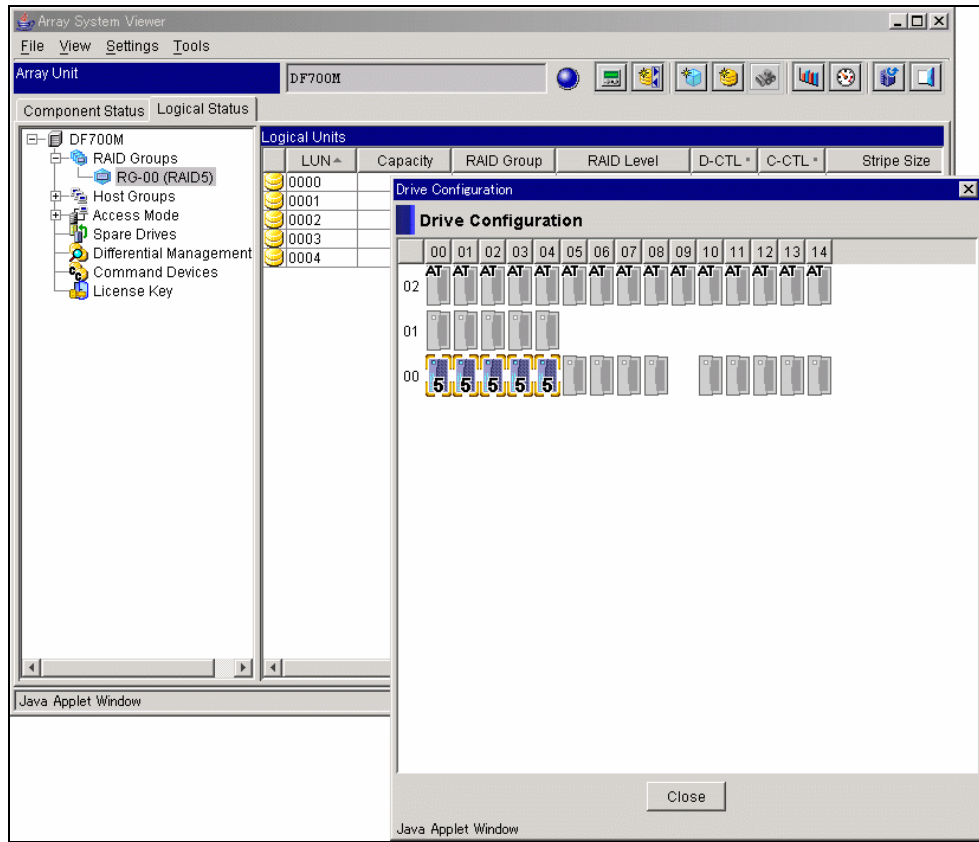 Array System Viewer
File View Settings Tools
Array Unit DF700M
Component Status Logical Status
DF700M
RAID Groups
RG-00 (RAID5)
Host Groups
Access Mode
Spare Drives
Differential Management
Command Devices
License Key
Logical Units
LUN Capacity RAID Group RAID Level D-CTL * C-CTL * Stripe Size
0000
0001
0002
0003
0004
Java Applet Window
Drive Configuration
Drive Configuration
00 01 02 03 04 05 06 07 08 09 10 11 12 13 14
AT AT AT AT AT AT AT AT AT AT AT AT AT AT AT
02
01
00 5 5 5 5 5
Close
Java Applet Window